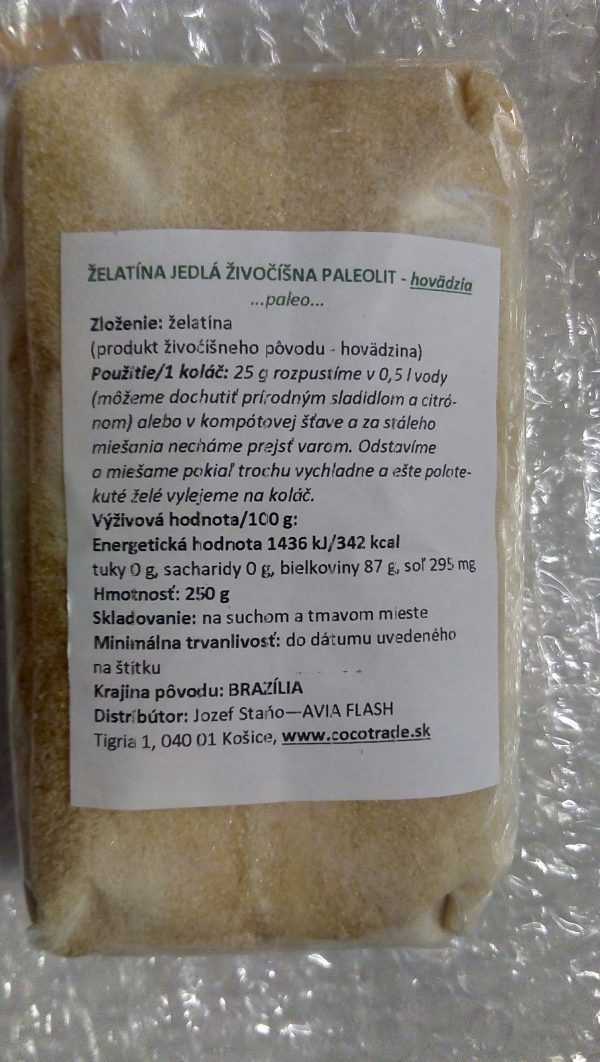 ŽELATÍNA JEDLÁ ŽIVOČÍŠNA PALEOLIT - hovädzia
...paleo...
Zloženie: želatína
(produkt živočíšneho pôvodu - hovädzina)
Použitie/1 koláč: 25 g rozpustíme v 0,5 l vody
(môžeme dochutiť prírodným sladidlom a citró-
nom) alebo v kompótovej šťave a za stáleho
miešania necháme prejsť varom. Odstavíme
a miešame pokiaľ trochu vychladne a ešte polote-
kuté želé vylejeme na koláč.
Výživová hodnota/100 g:
Energetická hodnota 1436 kJ/342 kcal
tuky 0 g, sacharidy 0 g, bielkoviny 87 g, soľ 295 mg
Hmotnosť: 250 g
Skladovanie: na suchom a tmavom mieste
Minimálna trvanlivosť: do dátumu uvedeného
na štítku
Krajina pôvodu: BRAZÍLIA
Distribútor: Jozef Staňo—AVIA FLASH
Tigria 1, 040 01 Košice, www.cocotrade.sk